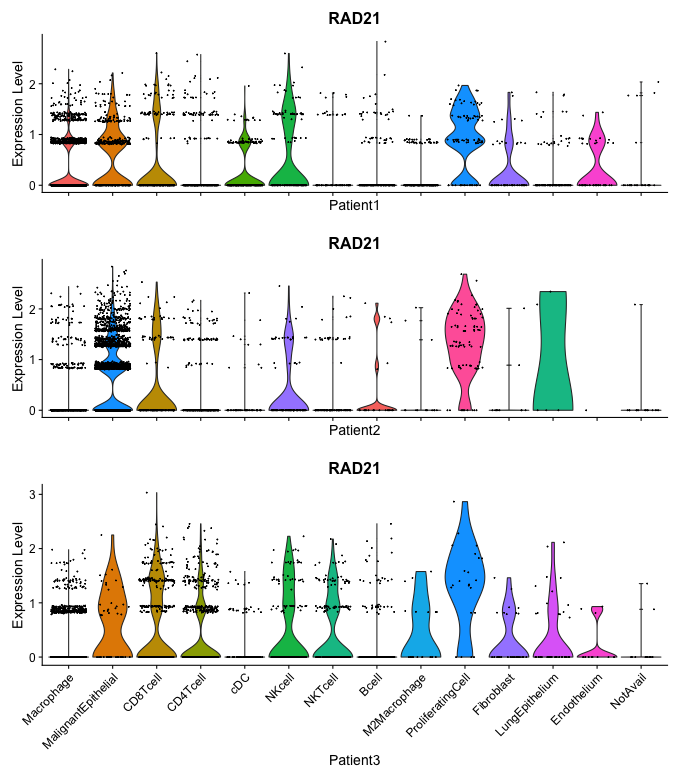 RAD21
Expression Level
2
1
0
Patient1
RAD21
Expression Level
2
1
0
Patient2
RAD21
Expression Level
3
2
1
0
Macrophage
MalignantEpithelial
CD8Tcell
CD4Tcell
cDC
NKcell
NKTcell
Bcell
M2Macrophage
ProliferatingCell
Fibroblast
LungEpithelium
Endothelium
NotAvail
Patient3